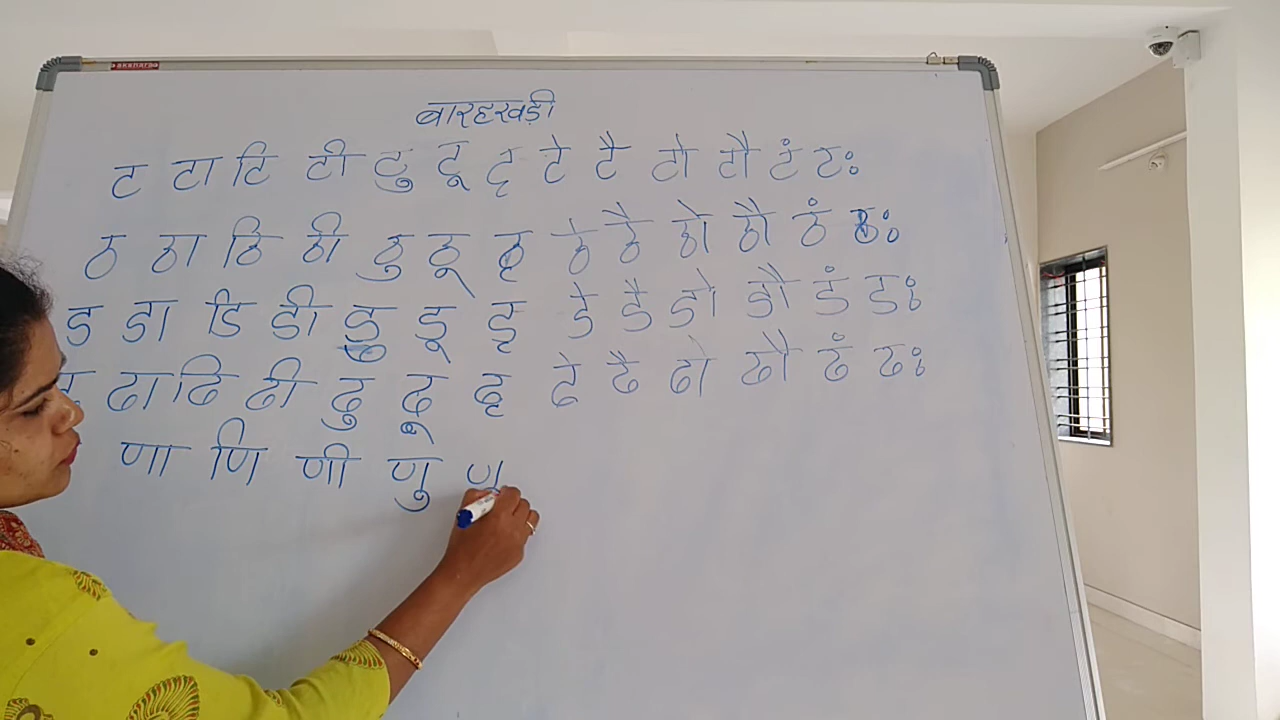 बारहखड़ी
ट टा टि टी टु टू टृ टे टै टो टौ टं टः
ठ ठा ठि ठी ठु ठू ठृ ठे ठै ठो ठौ ठं ठः
ड डा डि डी डु डू डृ डे डै डो डौ डं डः
ढ ढा ढि ढी ढु ढू ढृ ढे ढै ढो ढौ ढं ढः
णा णि णी णु